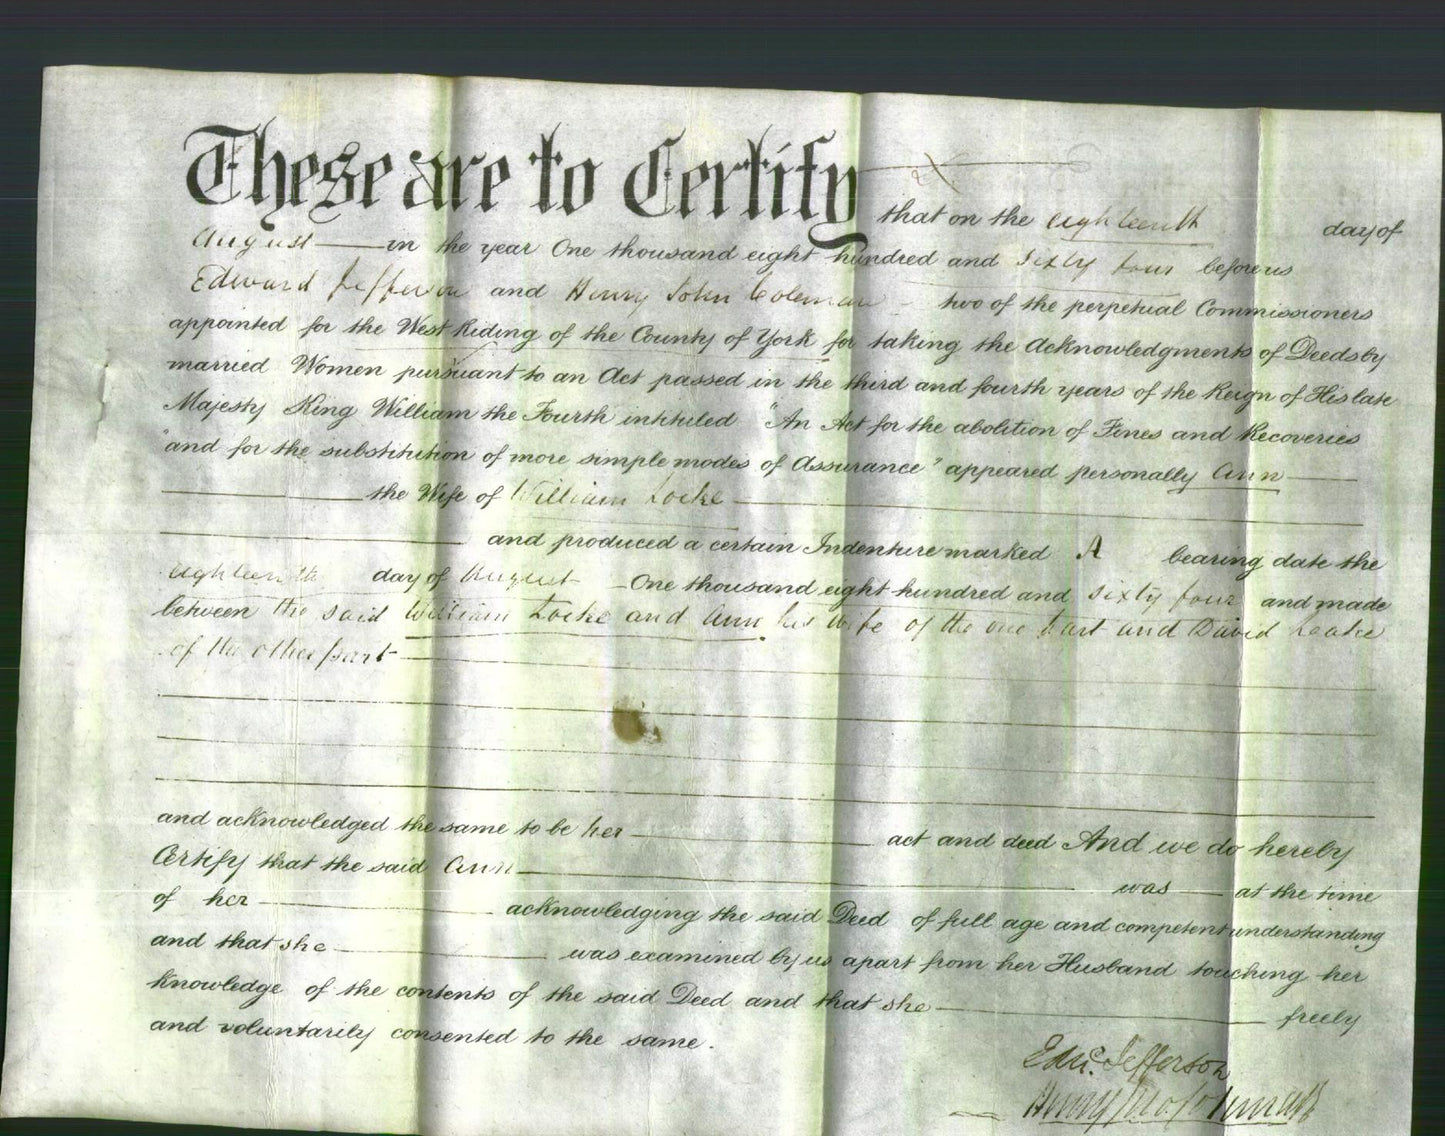 These are to Certify that on the eighteenth day of
August in the year One thousand eight hundred and sixty four before us
Edward Jefferson and Henry John Coleman two of the perpetual Commissioners
appointed for the West Riding of the County of York for taking the Acknowledgments of Deeds by
married Women pursuant to an Act passed in the third and fourth years of the Reign of His late
Majesty King William the Fourth intituled "An Act for the abolition of Fines and Recoveries
"and for the substitution of more simple modes of Assurance" appeared personally Ann
the Wife of William Locke
and produced a certain Indenture marked A bearing date the
eighteenth day of August One thousand eight hundred and sixty four and made
between the said William Locke and Ann his wife of the one part and David Leake
of the other part
and acknowledged the same to be her act and deed And we do hereby
Certify that the said Ann was at the time
of her acknowledging the said Deed of full age and competent understanding
and that she was examined by us apart from her Husband touching her
knowledge of the contents of the said Deed and that she freely
and voluntarily consented to the same.
Edw. Jefferson
Henry Jno Coleman